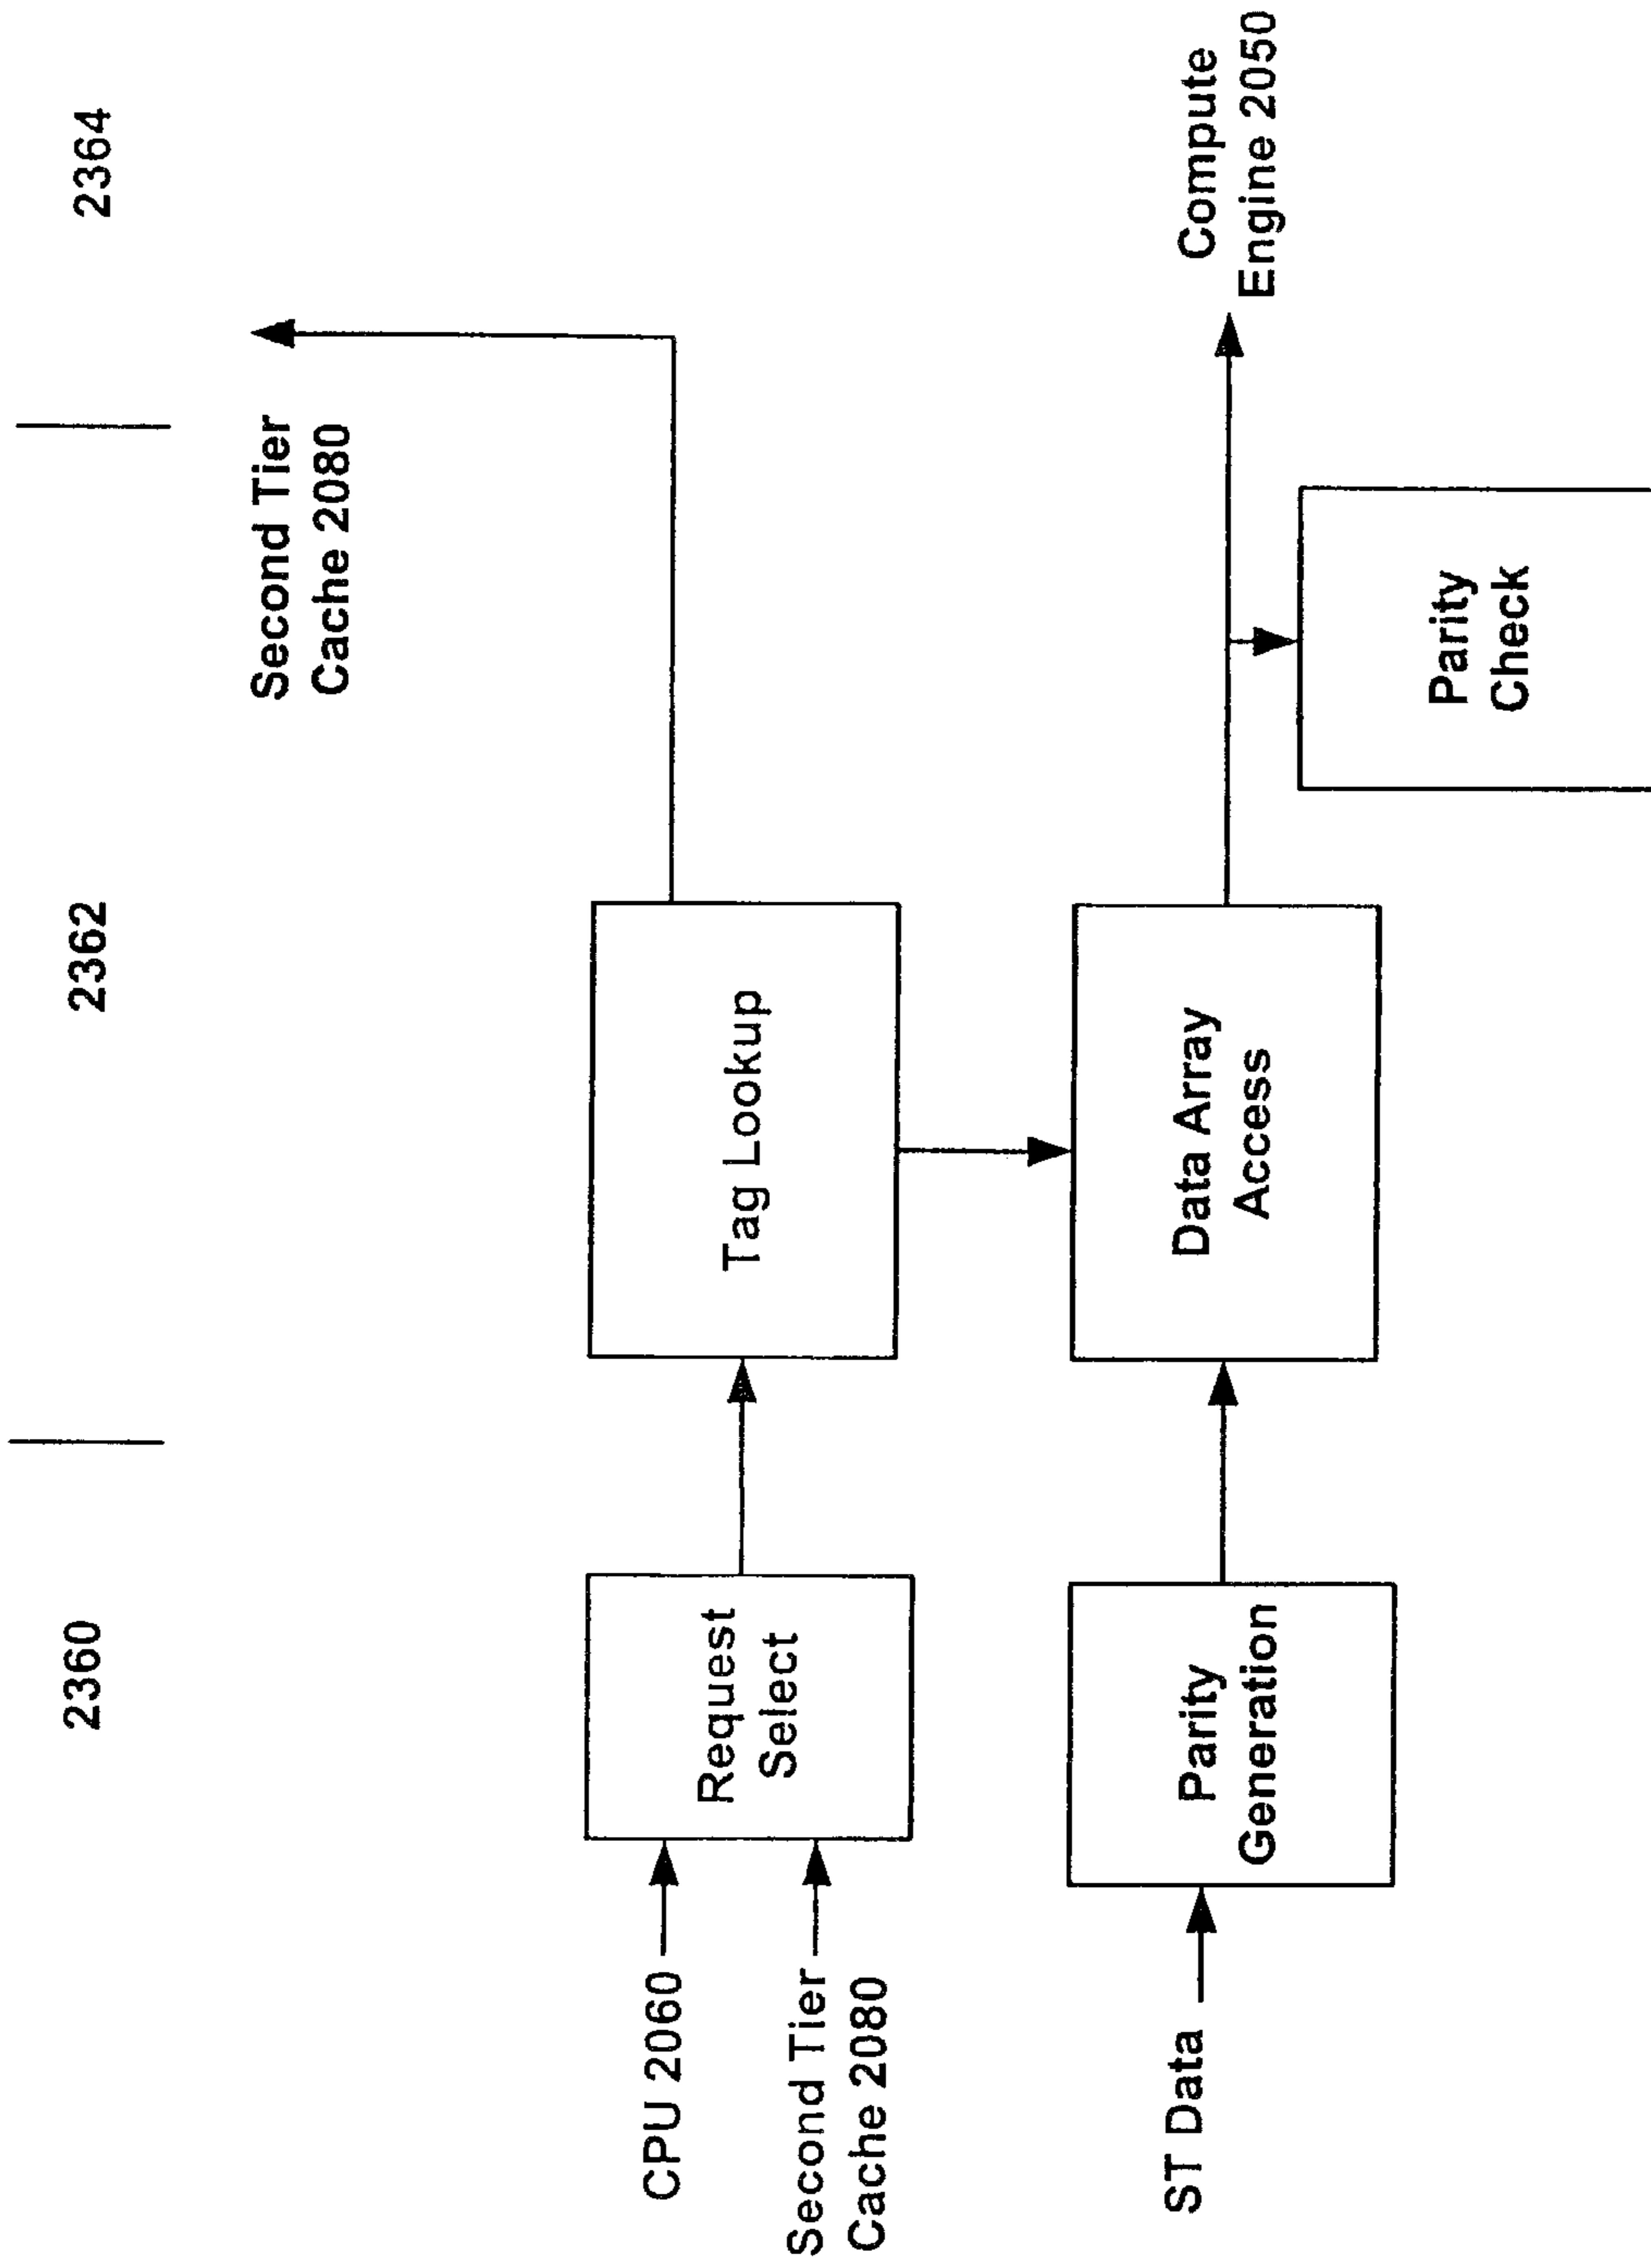 2360
2362
2364
Second Tier
Cache 2080
CPU 2060
Second Tier
Cache 2080
Request
Select
Tag Lookup
ST Data
Parity
Generation
Data Array
Access
Compute
Engine 2050
Parity
Check